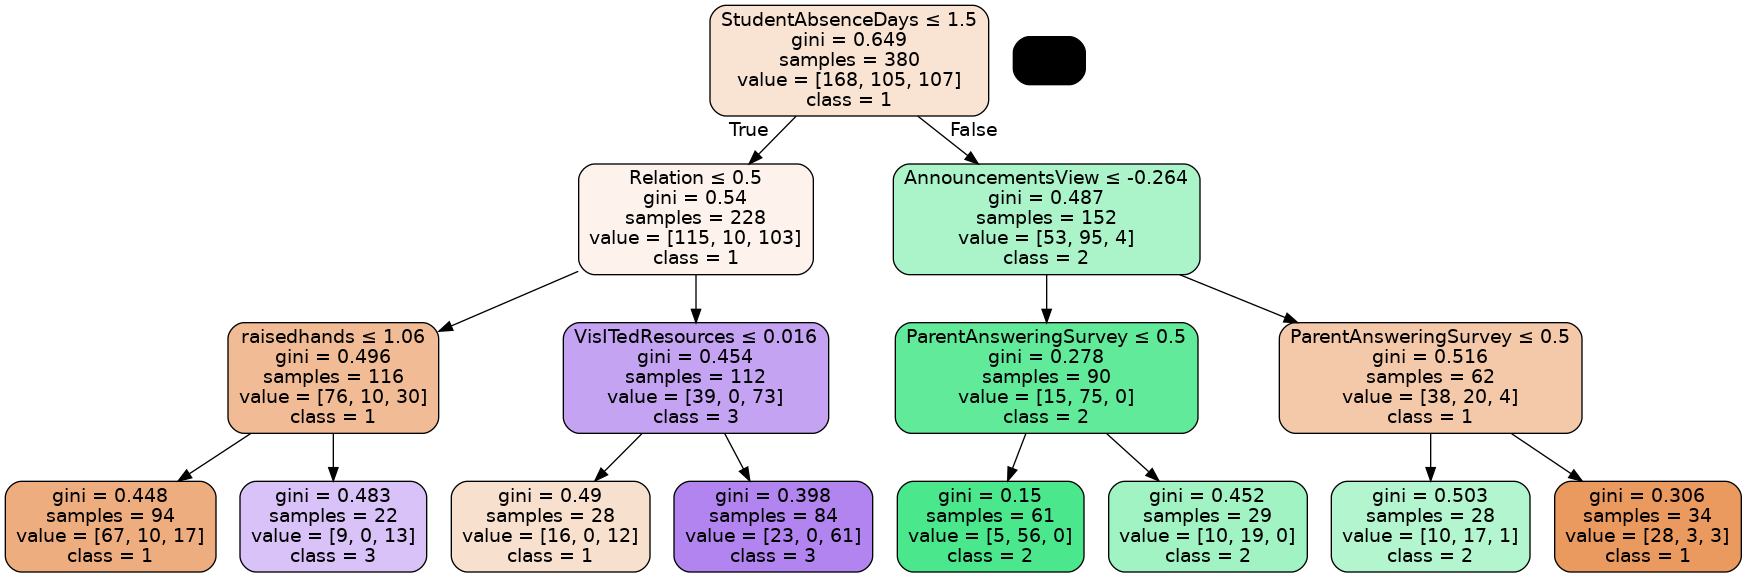 StudentAbsenceDays ≤ 1.5
gini = 0.649
samples = 380
value = [168, 105, 107]
class = 1
True
False
Relation ≤ 0.5
gini = 0.54
samples = 228
value = [115, 10, 103]
class = 1
AnnouncementsView ≤ -0.264
gini = 0.487
samples = 152
value = [53, 95, 4]
class = 2
raisedhands ≤ 1.06
gini = 0.496
samples = 116
value = [76, 10, 30]
class = 1
VisITedResources ≤ 0.016
gini = 0.454
samples = 112
value = [39, 0, 73]
class = 3
ParentAnsweringSurvey ≤ 0.5
gini = 0.278
samples = 90
value = [15, 75, 0]
class = 2
ParentAnsweringSurvey ≤ 0.5
gini = 0.516
samples = 62
value = [38, 20, 4]
class = 1
gini = 0.448
samples = 94
value = [67, 10, 17]
class = 1
gini = 0.483
samples = 22
value = [9, 0, 13]
class = 3
gini = 0.49
samples = 28
value = [16, 0, 12]
class = 1
gini = 0.398
samples = 84
value = [23, 0, 61]
class = 3
gini = 0.15
samples = 61
value = [5, 56, 0]
class = 2
gini = 0.452
samples = 29
value = [10, 19, 0]
class = 2
gini = 0.503
samples = 28
value = [10, 17, 1]
class = 2
gini = 0.306
samples = 34
value = [28, 3, 3]
class = 1